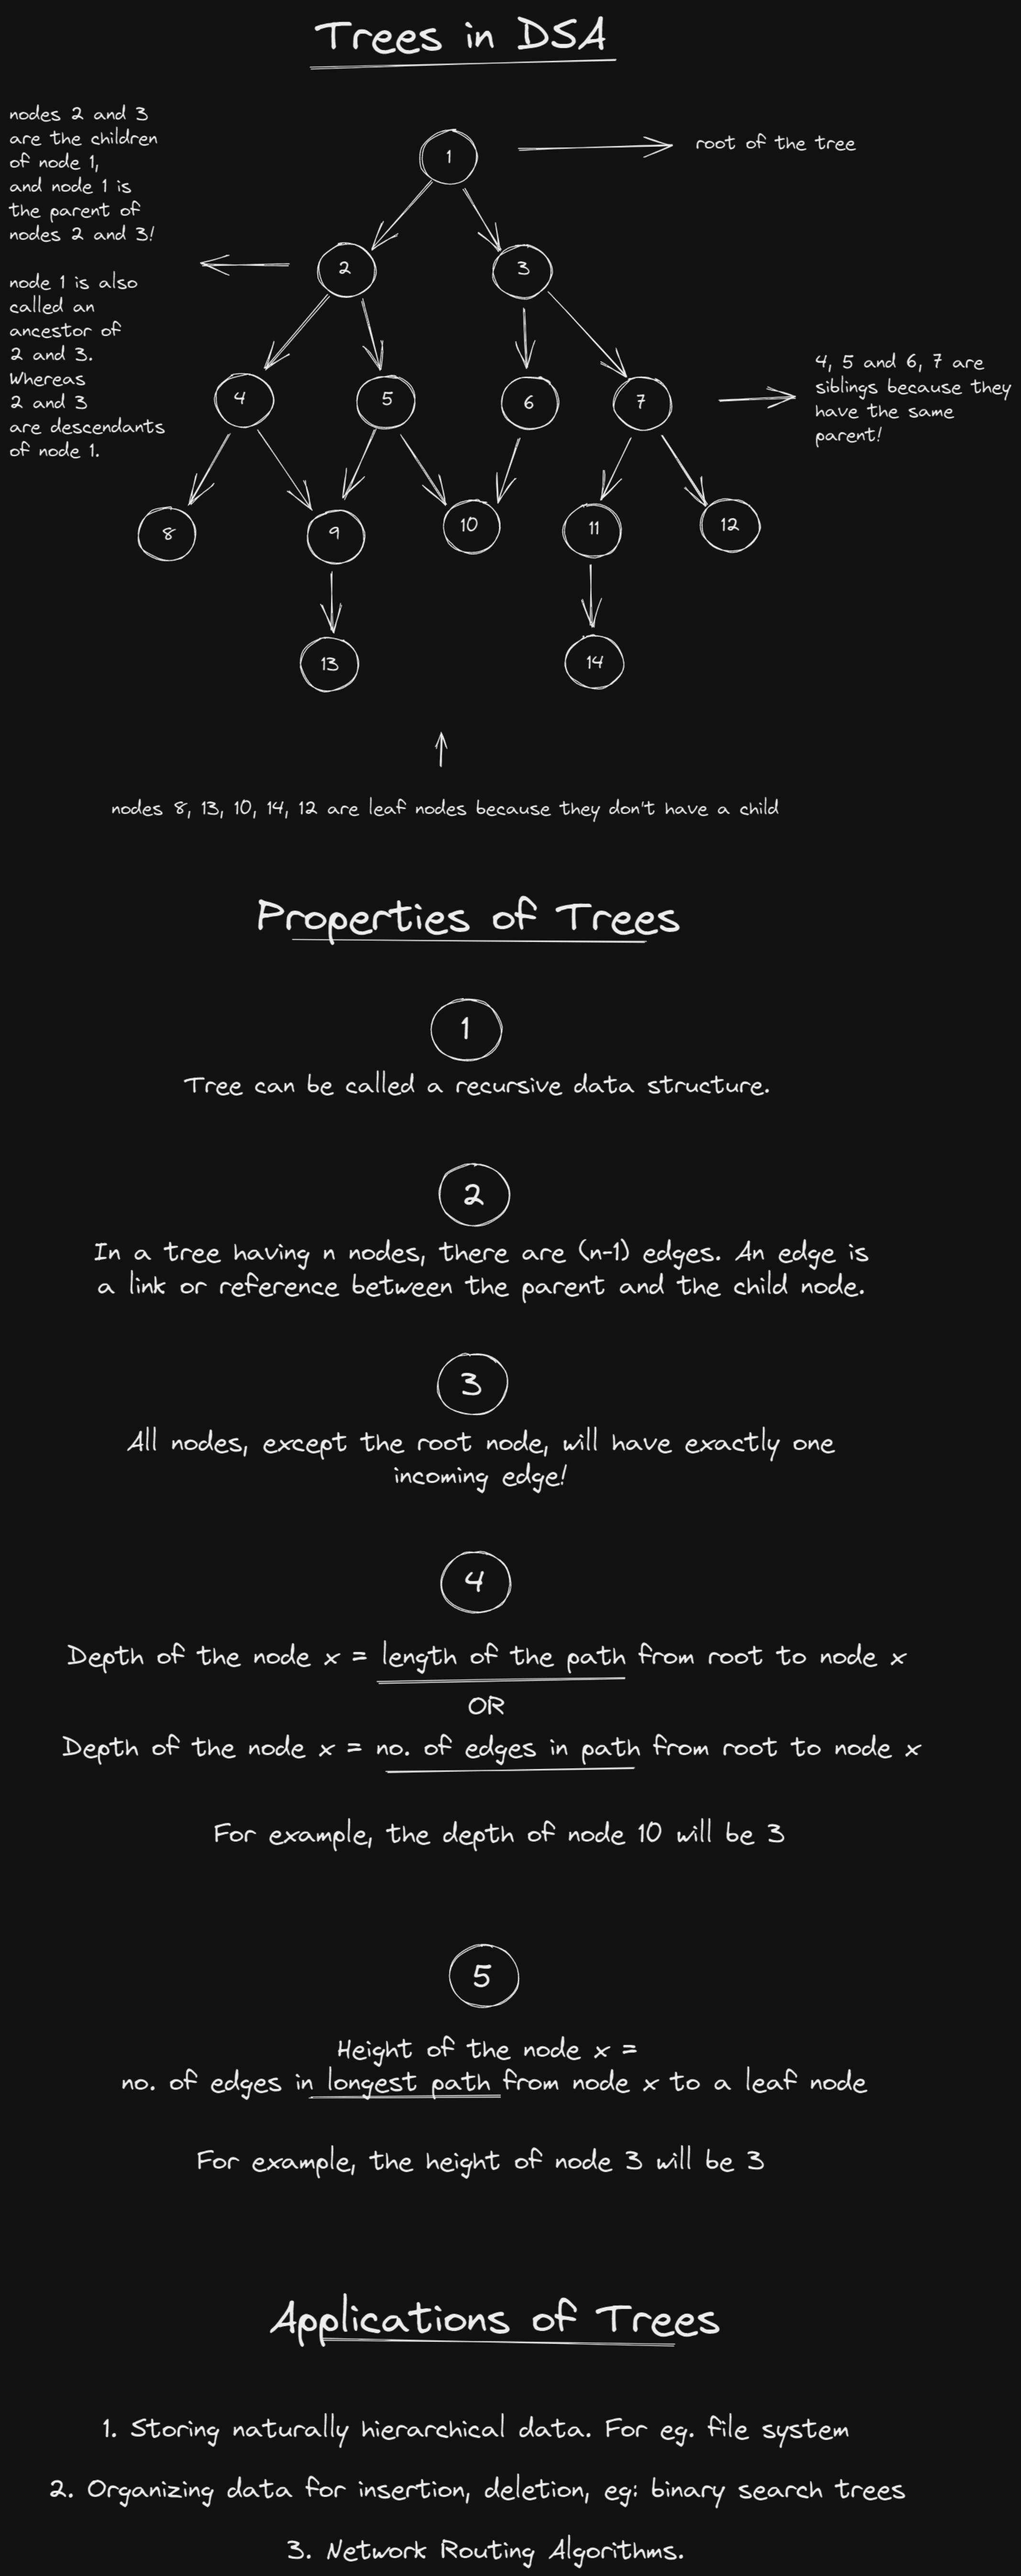 Trees in DSA
nodes 2 and 3
are the children
of node 1,
and node 1 is
the parent of
nodes 2 and 3!
node 1 is also
called an
ancestor of
2 and 3.
Whereas
2 and 3
are descendants
of node 1.
1
root of the tree
2
3
4
5
6
7
4, 5 and 6, 7 are
siblings because they
have the same
parent!
8
9
10
11
12
13
14
nodes 8, 13, 10, 14, 12 are leaf nodes because they don't have a child
Properties of Trees
1
Tree can be called a recursive data structure.
2
In a tree having n nodes, there are (n-1) edges. An edge is
a link or reference between the parent and the child node.
3
All nodes, except the root node, will have exactly one
incoming edge!
4
Depth of the node x = length of the path from root to node x
OR
Depth of the node x = no. of edges in path from root to node x
For example, the depth of node 10 will be 3
5
Height of the node x =
no. of edges in longest path from node x to a leaf node
For example, the height of node 3 will be 3
Applications of Trees
1. Storing naturally hierarchical data. For eg. file system
2. Organizing data for insertion, deletion, eg: binary search trees
3. Network Routing Algorithms.